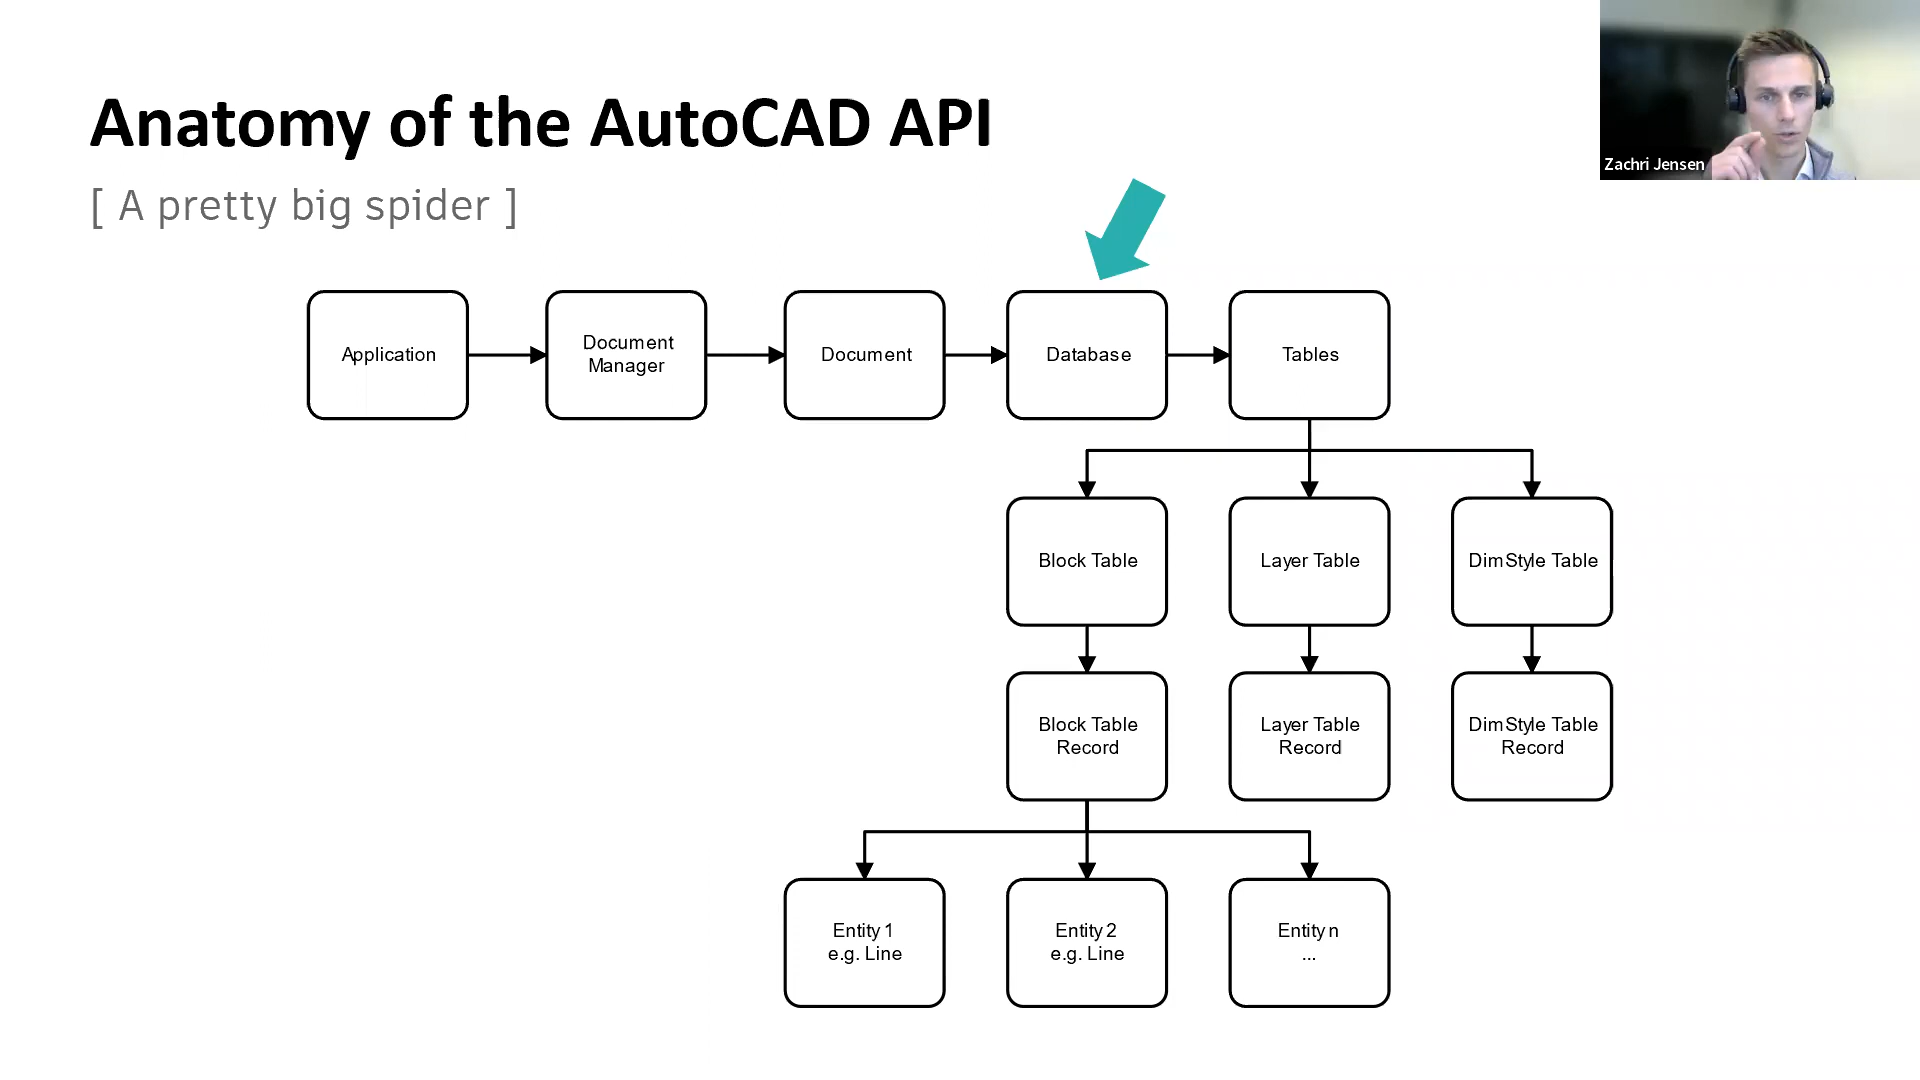 Anatomy of the AutoCAD API
Zachri Jensen
[ A pretty big spider ]
Application
Document
Manager
Document
Database
Tables
Block Table
Layer Table
DimStyle Table
Block Table
Record
Layer Table
Record
DimStyle Table
Record
Entity 1
e.g. Line
Entity 2
e.g. Line
Entity n
...